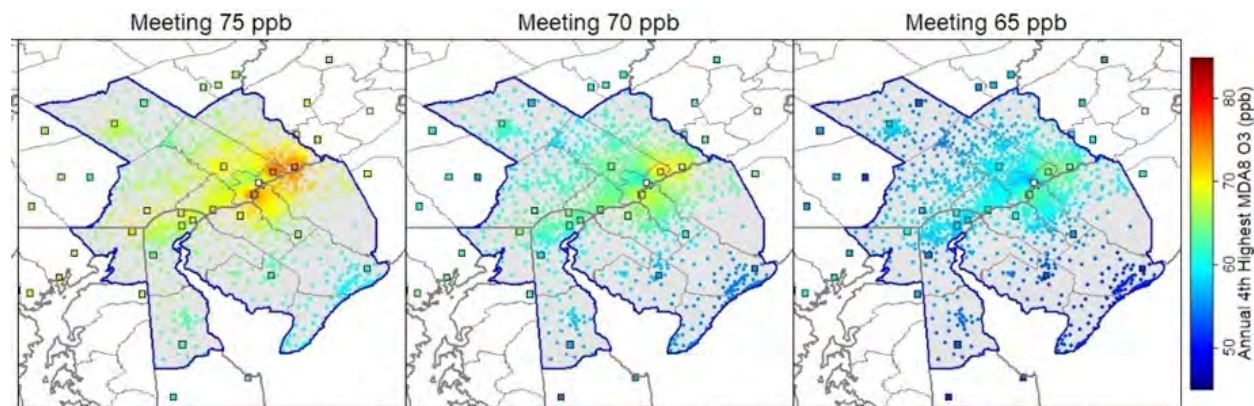 Meeting 75 ppb
Meeting 70 ppb
Meeting 65 ppb
80
70
60
50
Annual 4th Highest MDA8 O3 (ppb)